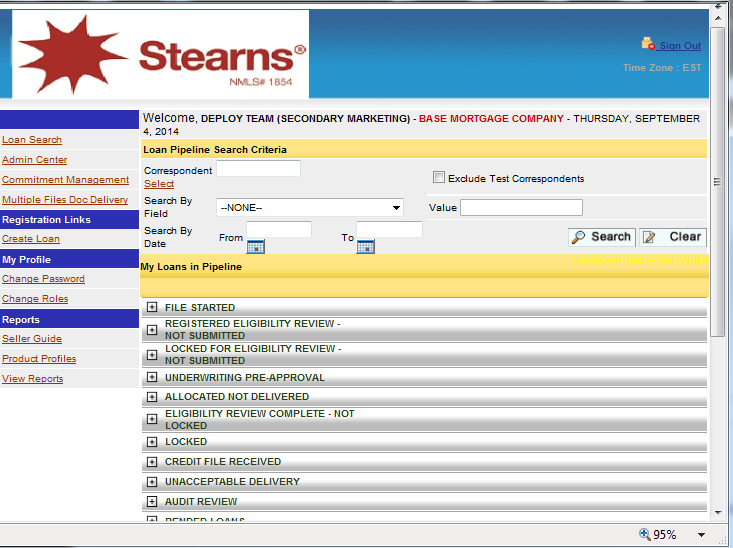 Stearns®
NMLS# 1854
Sign Out
Time Zone : EST
Welcome, DEPLOY TEAM (SECONDARY MARKETING) - BASE MORTGAGE COMPANY - THURSDAY, SEPTEMBER
4, 2014
Loan Search
Admin Center
Commitment Management
Multiple Files Doc Delivery
Registration Links
Create Loan
My Profile
Change Password
Change Roles
Reports
Seller Guide
Product Profiles
View Reports
Loan Pipeline Search Criteria
Correspondent
Select
Exclude Test Correspondents
Search By
Field
--NONE--
Value
Search By
Date
From
To
Search
Clear
My Loans in Pipeline
FILE STARTED
REGISTERED ELIGIBILITY REVIEW -
NOT SUBMITTED
LOCKED FOR ELIGIBILITY REVIEW -
NOT SUBMITTED
UNDERWRITING PRE-APPROVAL
ALLOCATED NOT DELIVERED
ELIGIBILITY REVIEW COMPLETE - NOT
LOCKED
LOCKED
CREDIT FILE RECEIVED
UNACCEPTABLE DELIVERY
AUDIT REVIEW
95%